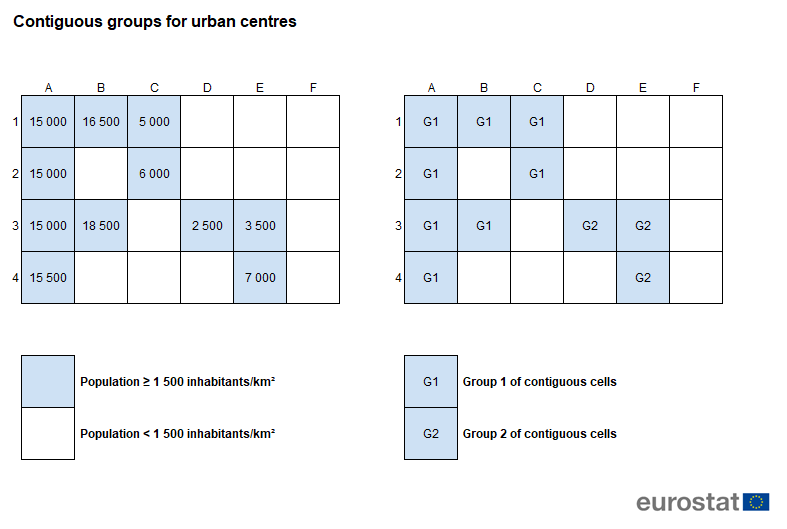 Contiguous groups for urban centres
A B C D E F A B C D E F
1 15 000 16 500 5 000 1 G1 G1 G1
2 15 000 6 000 2 G1 G1
3 15 000 18 500 2 500 3 500 3 G1 G1 G2 G2
4 15 500 7 000 4 G1 G2
Population ≥ 1 500 inhabitants/km² G1 Group 1 of contiguous cells
Population < 1 500 inhabitants/km² G2 Group 2 of contiguous cells
eurostat